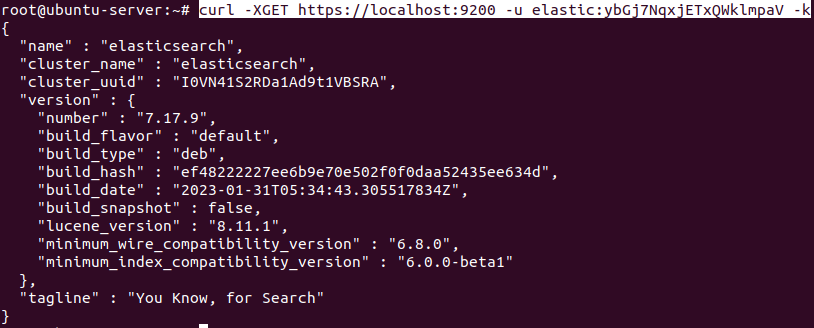 root@ubuntu-server:~# curl -XGET https://localhost:9200 -u elastic:ybGj7NqxjETxQWklmpaV -k
{
  "name" : "elasticsearch",
  "cluster_name" : "elasticsearch",
  "cluster_uuid" : "I0VN41S2RDa1Ad9t1VBSRA",
  "version" : {
    "number" : "7.17.9",
    "build_flavor" : "default",
    "build_type" : "deb",
    "build_hash" : "ef48222227ee6b9e70e502f0f0daa52435ee634d",
    "build_date" : "2023-01-31T05:34:43.305517834Z",
    "build_snapshot" : false,
    "lucene_version" : "8.11.1",
    "minimum_wire_compatibility_version" : "6.8.0",
    "minimum_index_compatibility_version" : "6.0.0-beta1"
  },
  "tagline" : "You Know, for Search"
}